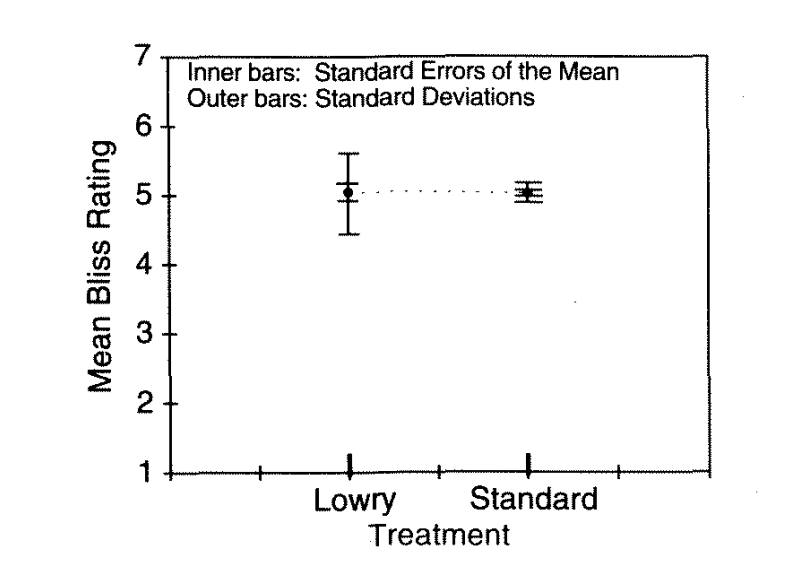 7
Inner bars: Standard Errors of the Mean
Outer bars: Standard Deviations
6
5
4
3
2
1
Mean Bliss Rating
Lowry Standard
Treatment